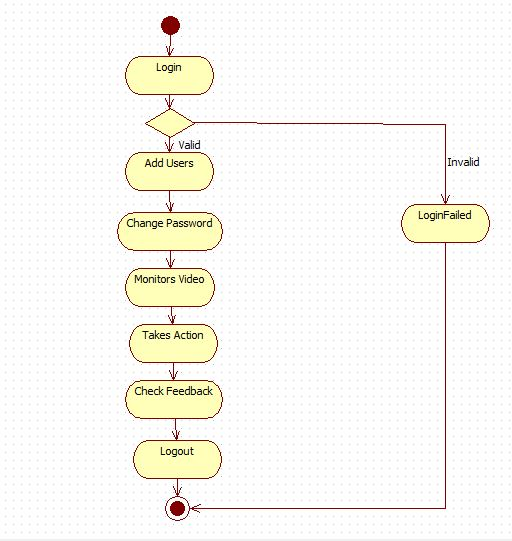 Login
Valid
Add Users
Invalid
Change Password
LoginFailed
Monitors Video
Takes Action
Check Feedback
Logout